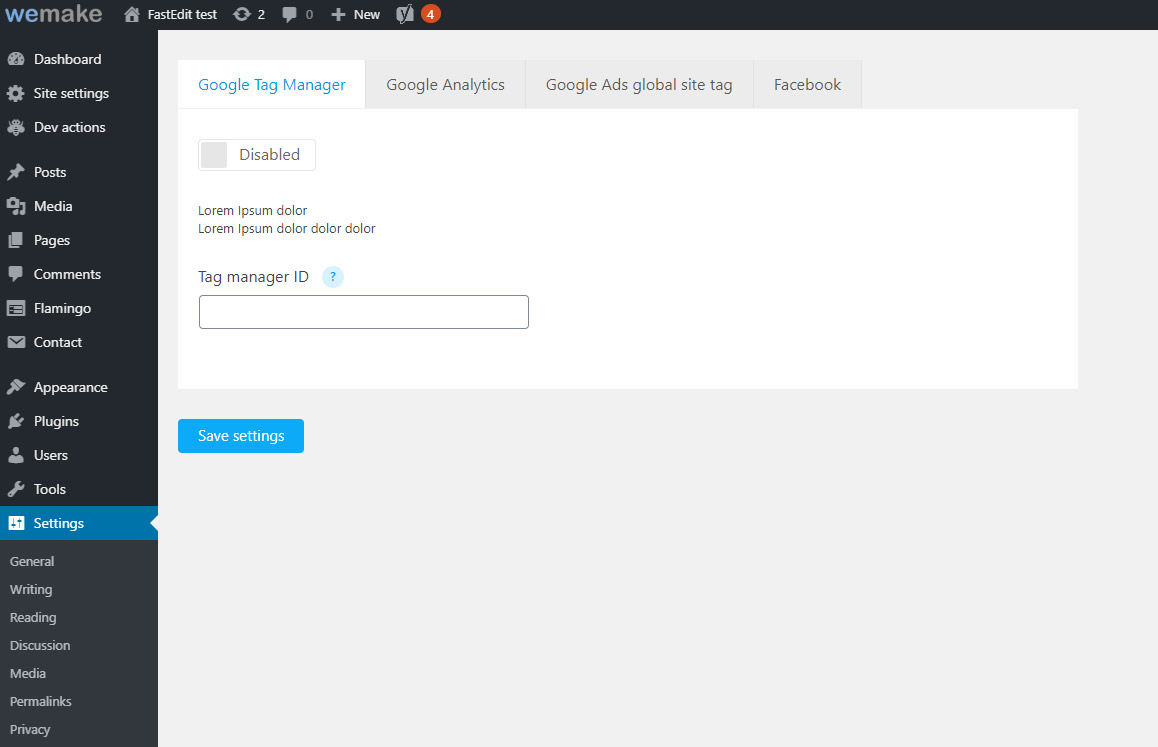 wemake FastEdit test 2 0 New 4
Dashboard
Site settings
Dev actions
Posts
Media
Pages
Comments
Flamingo
Contact
Appearance
Plugins
Users
Tools
Settings
General
Writing
Reading
Discussion
Media
Permalinks
Privacy
Google Tag Manager Google Analytics Google Ads global site tag Facebook
Disabled
Lorem Ipsum dolor
Lorem Ipsum dolor dolor dolor
Tag manager ID ?
Save settings